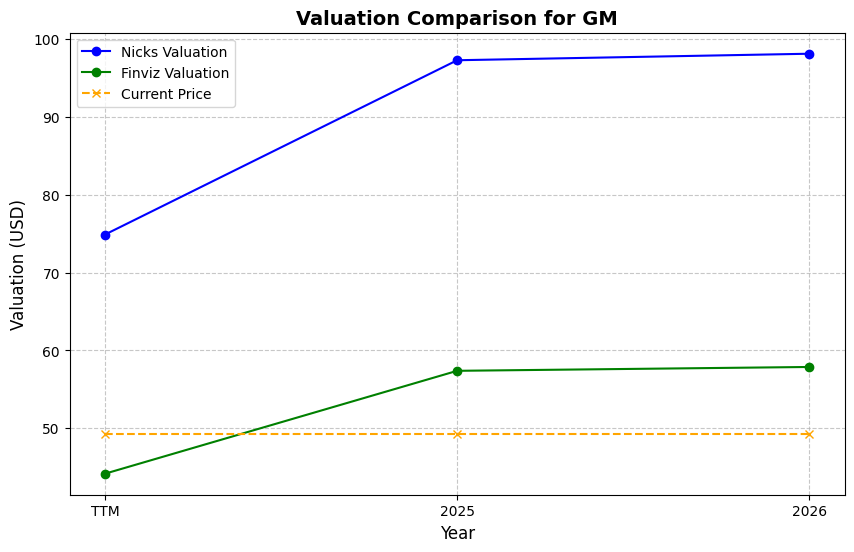 Valuation Comparison for GM
Nicks Valuation
Finviz Valuation
Current Price
100
90
80
70
60
50
Valuation (USD)
TTM 2025 2026
Year